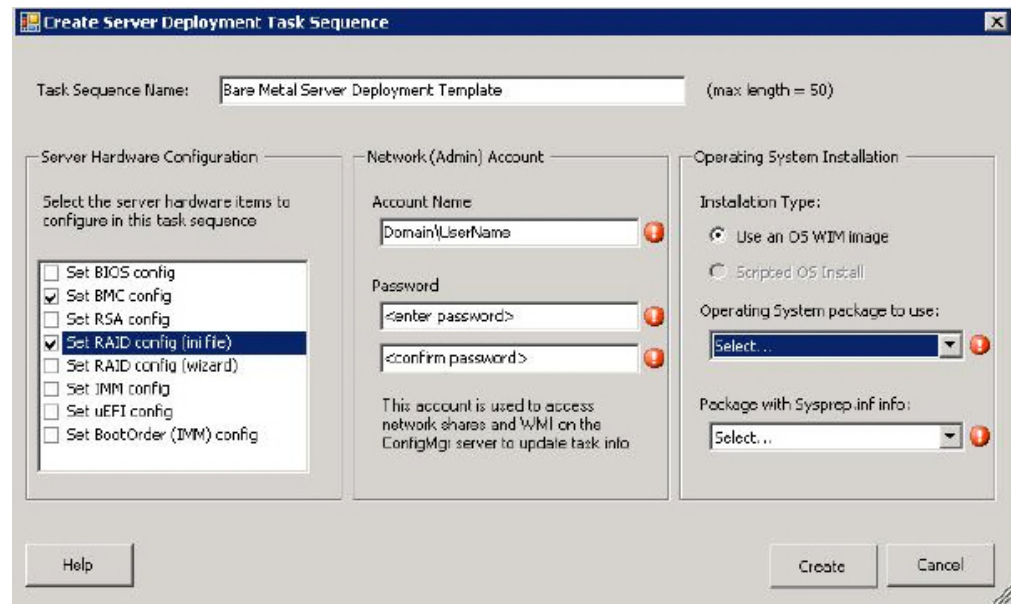 Create Server Deployment Task Sequence
Task Sequence Name:
Bare Metal Server Deployment Template
(max length = 50)
Server Hardware Configuration
Select the server hardware items to
configure in this task sequence
Set BIOS config
Set BMC config
Set RSA config
Set RAID config (ini file)
Set RAID config (wizard)
Set IMM config
Set uEFI config
Set BootOrder (IMM) config
Network (Admin) Account
Account Name
Domain\UserName
Password
<enter password>
<confirm password>
This account is used to access
network shares and WMI on the
ConfigMgr server to update task info
Operating System Installation
Installation Type:
Use an OS WIM image
Scripted OS Install
Operating System package to use:
Select...
Package with Sysprep.inf info:
Select...
Help
Create
Cancel